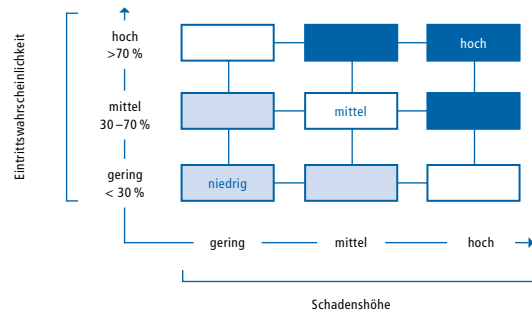 Eintrittswahrscheinlichkeit
hoch
>70 %
hoch
mittel
30–70 %
mittel
gering
< 30 %
niedrig
gering
mittel
hoch
Schadenshöhe